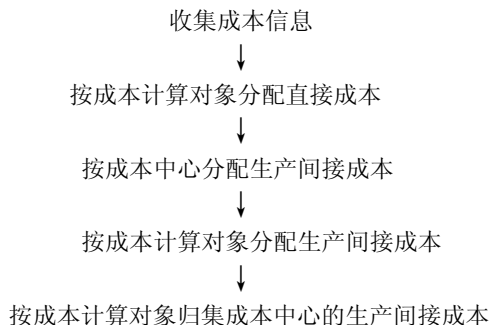 收集成本信息
按成本计算对象分配直接成本
按成本中心分配生产间接成本
按成本计算对象分配生产间接成本
按成本计算对象归集成本中心的生产间接成本